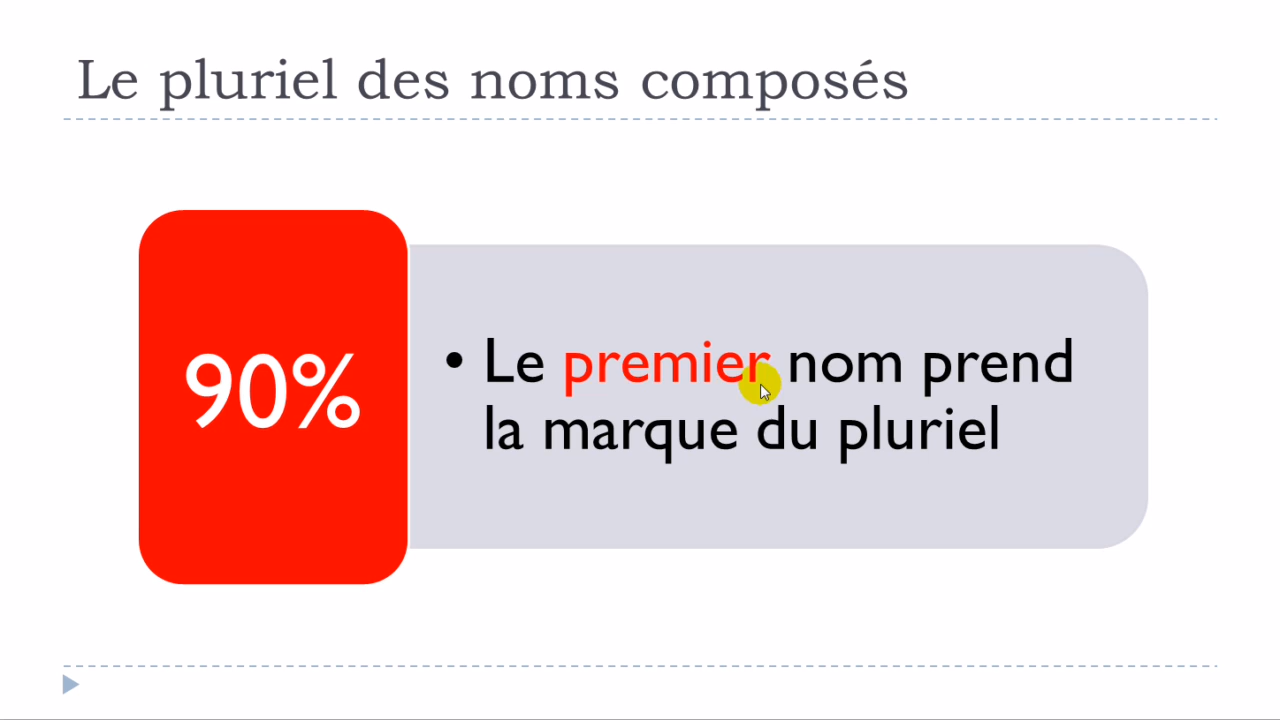 Le pluriel des noms composés
90%
• Le premier nom prend
la marque du pluriel